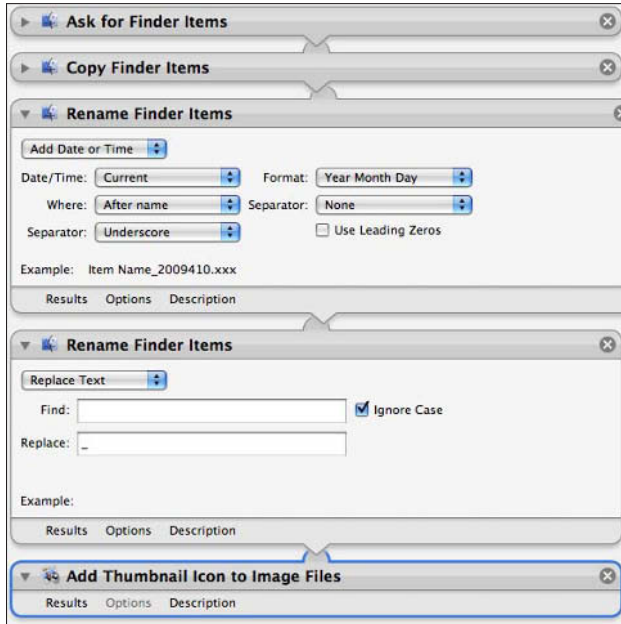 Ask for Finder Items
Copy Finder Items
Rename Finder Items
Add Date or Time
Date/Time: Current Format: Year Month Day
Where: After name Separator: None
Separator: Underscore Use Leading Zeros
Example: Item Name_2009410.xxx
Results Options Description
Rename Finder Items
Replace Text
Find: Ignore Case
Replace: _
Example:
Results Options Description
Add Thumbnail Icon to Image Files
Results Options Description